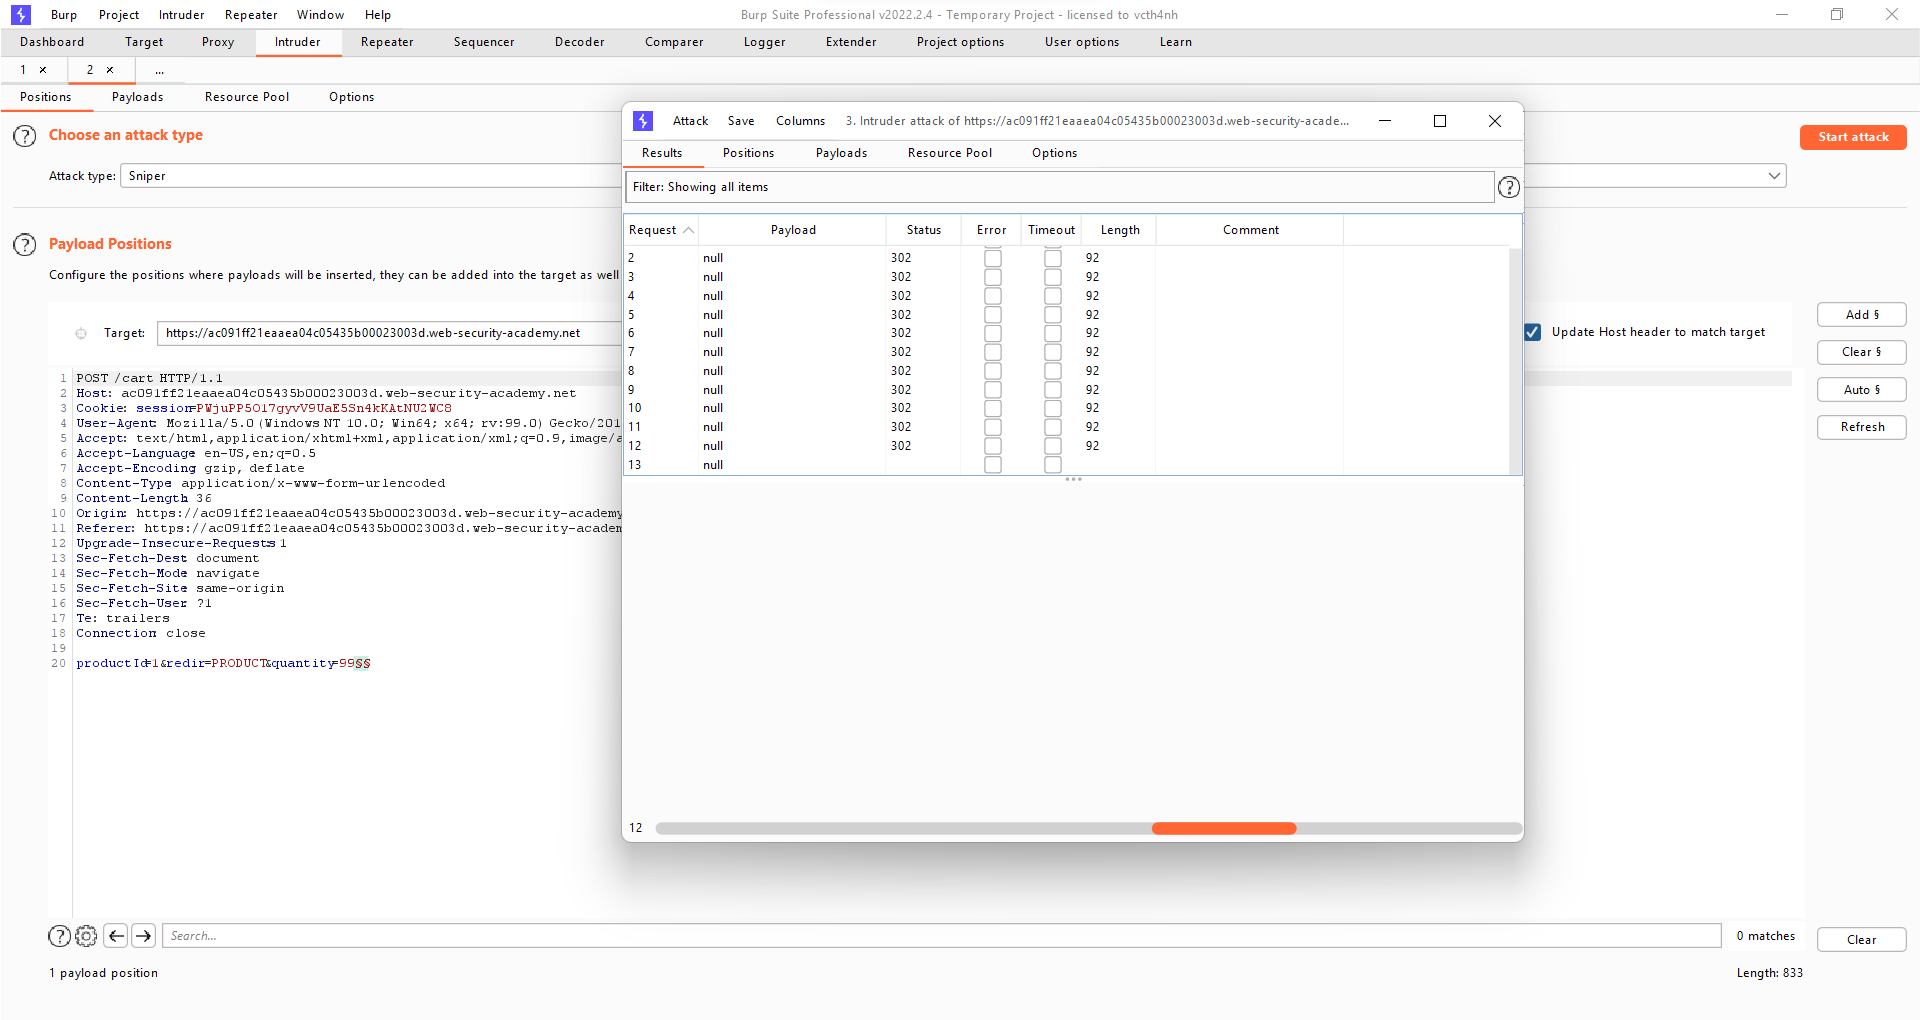 Burp Project Intruder Repeater Window Help
Burp Suite Professional v2022.2.4 - Temporary Project - licensed to vcth4nh
Dashboard Target Proxy Intruder Repeater Sequencer Decoder Comparer Logger Extender Project options User options Learn
1 × 2 × ...
Positions Payloads Resource Pool Options
Choose an attack type
Start attack
Attack type: Sniper
Payload Positions
Configure the positions where payloads will be inserted, they can be added into the target as well
Target: https://ac091ff21eaaea04c05435b00023003d.web-security-academy.net
Update Host header to match target
Add §
Clear §
Auto §
Refresh
1 POST /cart HTTP/1.1
2 Host: ac091ff21eaaea04c05435b00023003d.web-security-academy.net
3 Cookie: session=PWjuPP5O17gyvV9UaE5Sn4kKAtNU2WC8
4 User-Agent: Mozilla/5.0 (Windows NT 10.0; Win64; x64; rv:99.0) Gecko/201
5 Accept: text/html,application/xhtml+xml,application/xml;q=0.9,image/a
6 Accept-Language: en-US,en;q=0.5
7 Accept-Encoding: gzip, deflate
8 Content-Type: application/x-www-form-urlencoded
9 Content-Length: 36
10 Origin: https://ac091ff21eaaea04c05435b00023003d.web-security-academy
11 Referer: https://ac091ff21eaaea04c05435b00023003d.web-security-academ
12 Upgrade-Insecure-Requests: 1
13 Sec-Fetch-Dest: document
14 Sec-Fetch-Mode: navigate
15 Sec-Fetch-Site: same-origin
16 Sec-Fetch-User: ?1
17 Te: trailers
18 Connection: close
19
20 productId=1&redir=PRODUCT&quantity=99§§
Search...
0 matches
Clear
1 payload position
Length: 833
Attack Save Columns 3. Intruder attack of https://ac091ff21eaaea04c05435b00023003d.web-security-acade...
Results Positions Payloads Resource Pool Options
Filter: Showing all items
Request Payload Status Error Timeout Length Comment
2 null 302 92
3 null 302 92
4 null 302 92
5 null 302 92
6 null 302 92
7 null 302 92
8 null 302 92
9 null 302 92
10 null 302 92
11 null 302 92
12 null 302 92
13 null
12